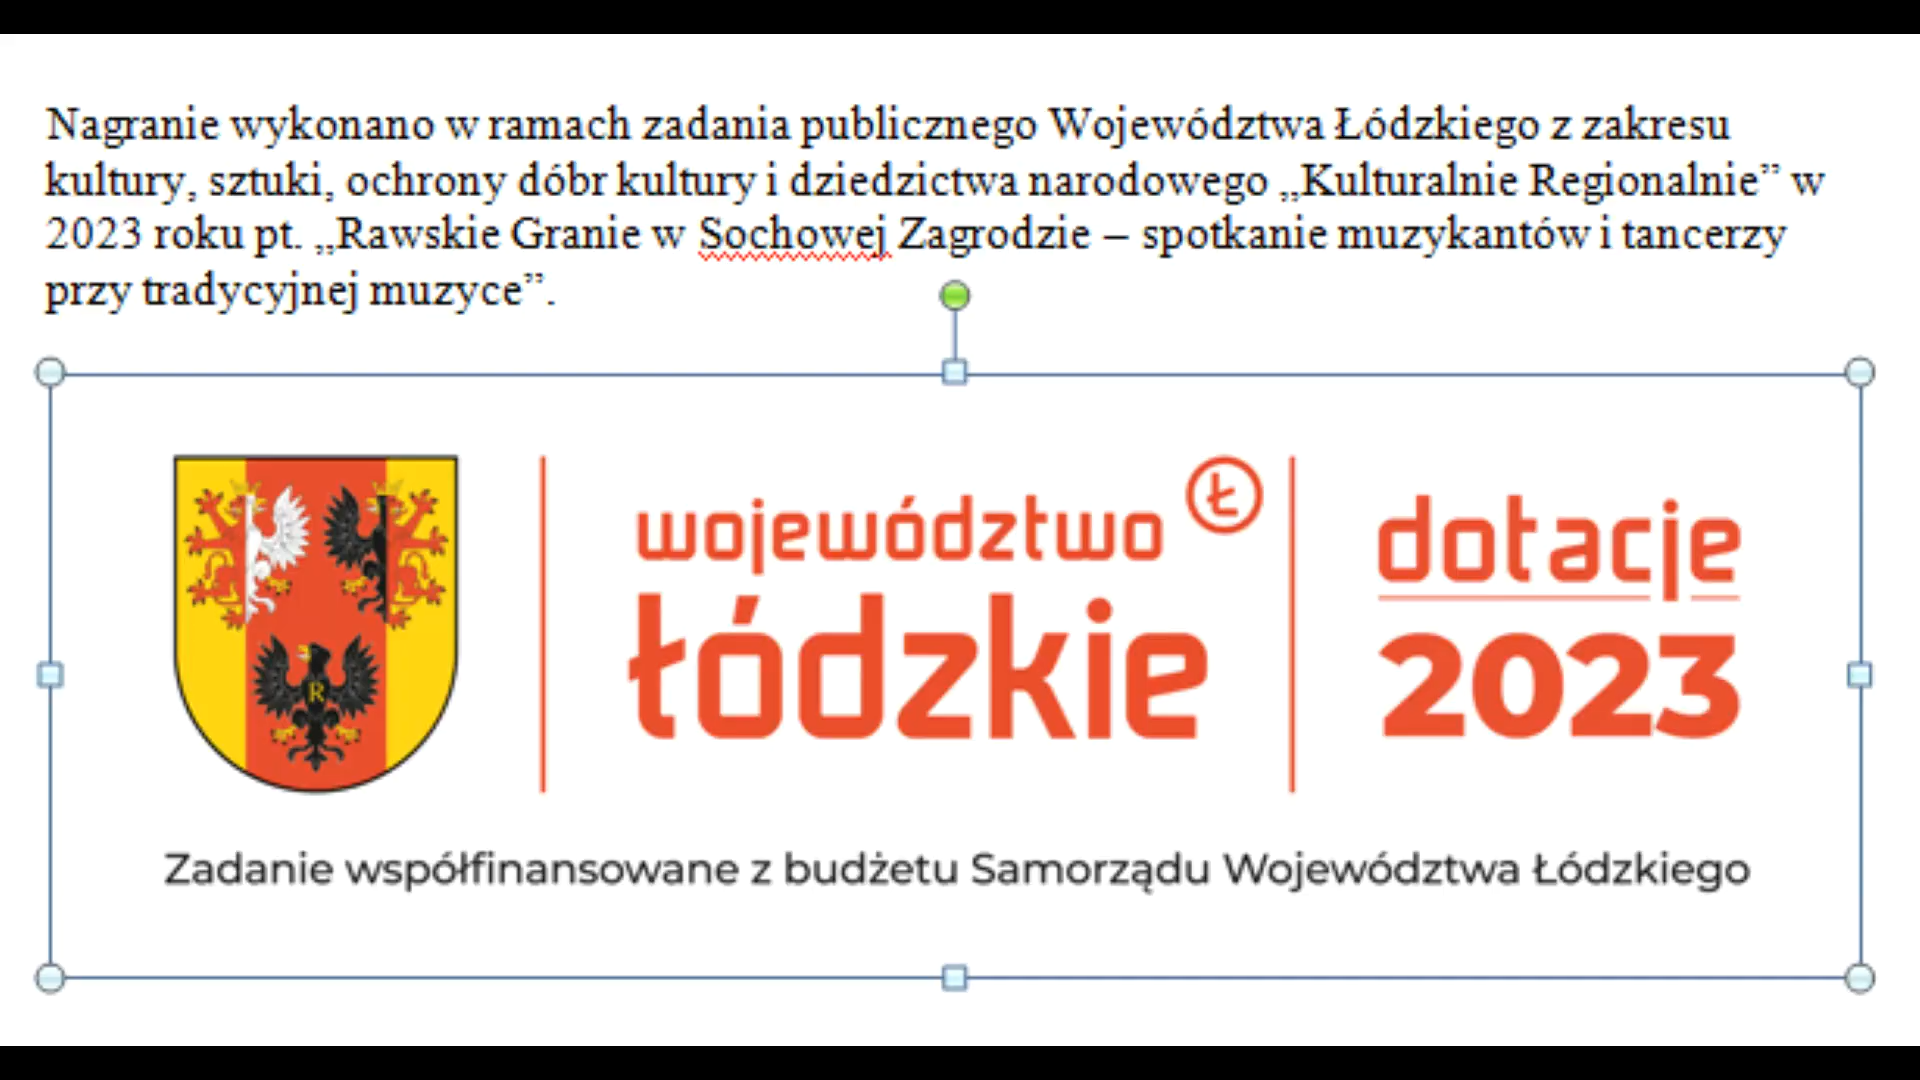 Nagranie wykonano w ramach zadania publicznego Województwa Łódzkiego z zakresu
kultury, sztuki, ochrony dóbr kultury i dziedzictwa narodowego „Kulturalnie Regionalnie” w
2023 roku pt. „Rawskie Granie w Sochowej Zagrodzie – spotkanie muzykantów i tancerzy
przy tradycyjnej muzyce”.
R
województwo Ł
łódzkie
dotacje
2023
Zadanie współfinansowane z budżetu Samorządu Województwa Łódzkiego